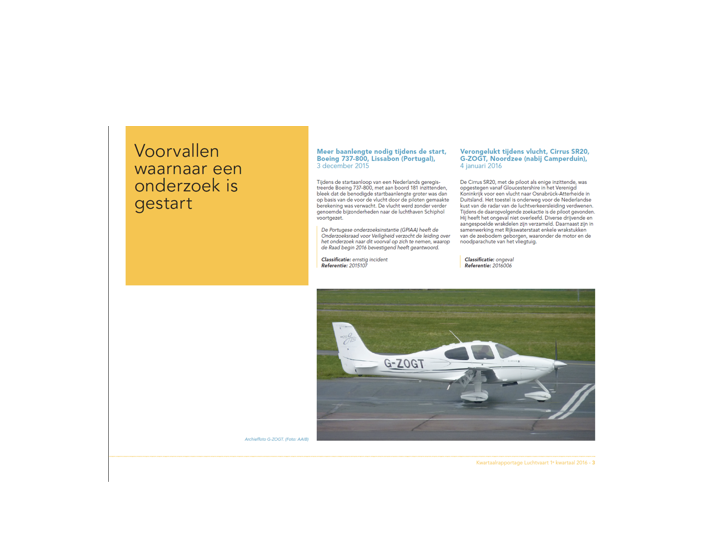 Voorvallen
waarnaar een
onderzoek is
gestart
Meer baanlengte nodig tijdens de start,
Boeing 737-800, Lissabon (Portugal),
3 december 2015
Tijdens de startaanloop van een Nederlands geregis-
treerde Boeing 737-800, met aan boord 181 inzittenden,
bleek dat de benodigde startbaanlengte groter was dan
op basis van de voor de vlucht door de piloten gemaakte
berekening was verwacht. De vlucht werd zonder verder
genoemde bijzonderheden naar de luchthaven Schiphol
voortgezet.
De Portugese onderzoeksinstantie (GPIAA) heeft de
Onderzoeksraad voor Veiligheid verzocht de leiding over
het onderzoek naar dit voorval op zich te nemen, waarop
de Raad begin 2016 bevestigend heeft geantwoord.
Classificatie: ernstig incident
Referentie: 2015107
Verongelukt tijdens vlucht, Cirrus SR20,
G-ZOGT, Noordzee (nabij Camperduin),
4 januari 2016
De Cirrus SR20, met de piloot als enige inzittende, was
opgestegen vanaf Gloucestershire in het Verenigd
Koninkrijk voor een vlucht naar Osnabrück-Atterheide in
Duitsland. Het toestel is onderweg voor de Nederlandse
kust van de radar van de luchtverkeersleiding verdwenen.
Tijdens de daaropvolgende zoekactie is de piloot gevonden.
Hij heeft het ongeval niet overleefd. Diverse drijvende en
aangespoelde wrakdelen zijn verzameld. Daarnaast zijn in
samenwerking met Rijkswaterstaat enkele wrakstukken
van de zeebodem geborgen, waaronder de motor en de
noodparachute van het vliegtuig.
Classificatie: ongeval
Referentie: 2016006
G-ZOGT
Archieffoto G-ZOGT. (Foto: AAIB)
Kwartaalrapportage Luchtvaart 1e kwartaal 2016 - 3